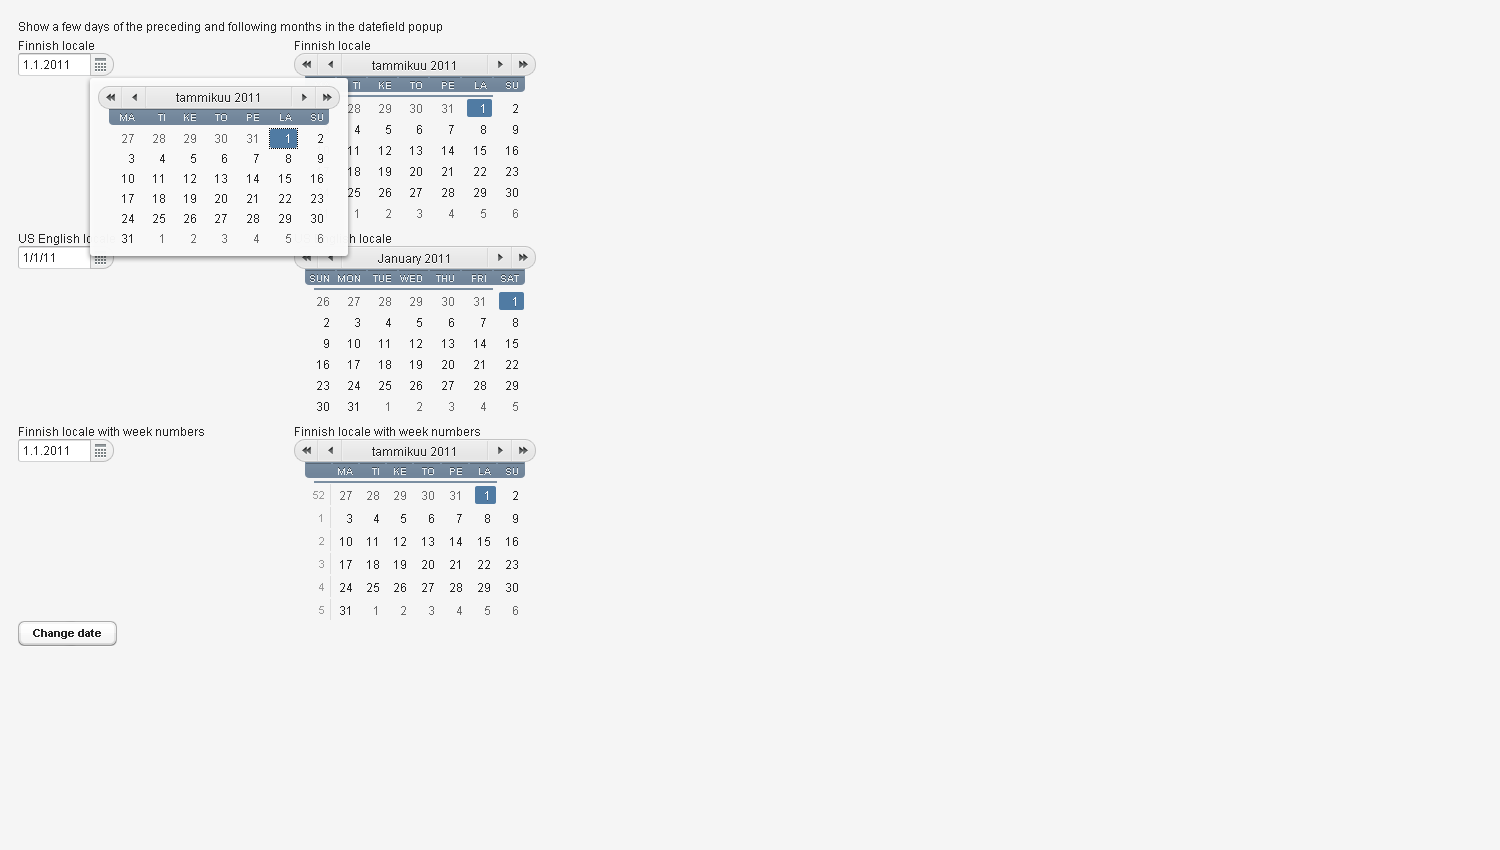 Show a few days of the preceding and following months in the datefield popup
Finnish locale
1.1.2011
tammikuu 2011
MA TI KE TO PE LA SU
27 28 29 30 31 1 2
3 4 5 6 7 8 9
10 11 12 13 14 15 16
17 18 19 20 21 22 23
24 25 26 27 28 29 30
31 1 2 3 4 5 6
Finnish locale
tammikuu 2011
TI KE TO PE LA SU
28 29 30 31 1 2
4 5 6 7 8 9
11 12 13 14 15 16
18 19 20 21 22 23
25 26 27 28 29 30
1 2 3 4 5 6
US English
1/1/11
locale
January 2011
SUN MON TUE WED THU FRI SAT
26 27 28 29 30 31 1
2 3 4 5 6 7 8
9 10 11 12 13 14 15
16 17 18 19 20 21 22
23 24 25 26 27 28 29
30 31 1 2 3 4 5
Finnish locale with week numbers
1.1.2011
Finnish locale with week numbers
tammikuu 2011
MA TI KE TO PE LA SU
52 27 28 29 30 31 1 2
1 3 4 5 6 7 8 9
2 10 11 12 13 14 15 16
3 17 18 19 20 21 22 23
4 24 25 26 27 28 29 30
5 31 1 2 3 4 5 6
Change date